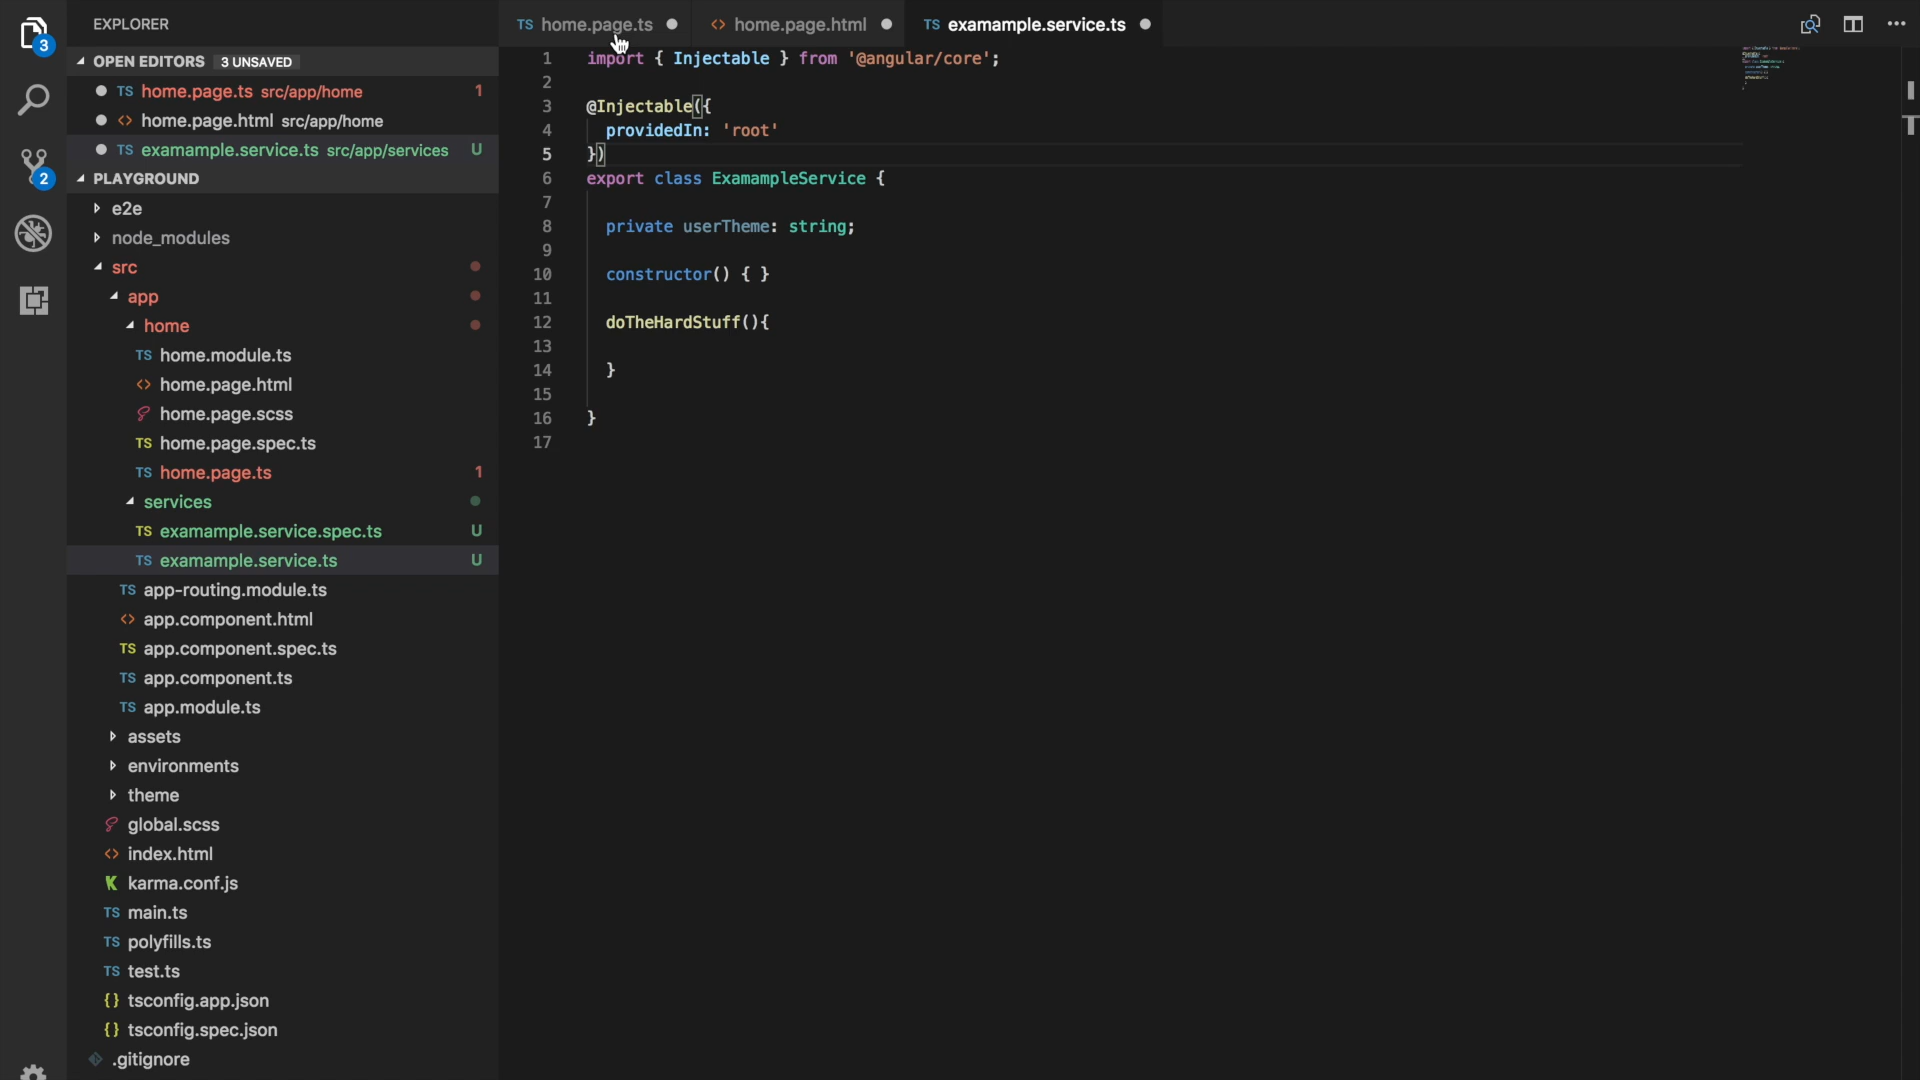 EXPLORER
OPEN EDITORS 3 UNSAVED
TS home.page.ts src/app/home 1
<> home.page.html src/app/home
TS examample.service.ts src/app/services U
PLAYGROUND
e2e
node_modules
src
app
home
TS home.module.ts
<> home.page.html
home.page.scss
TS home.page.spec.ts
TS home.page.ts 1
services
TS examample.service.spec.ts U
TS examample.service.ts U
TS app-routing.module.ts
<> app.component.html
TS app.component.spec.ts
TS app.component.ts
TS app.module.ts
assets
environments
theme
global.scss
<> index.html
K karma.conf.js
TS main.ts
TS polyfills.ts
TS test.ts
{} tsconfig.app.json
{} tsconfig.spec.json
.gitignore
3
2
TS home.page.ts <> home.page.html TS examample.service.ts
1 import { Injectable } from '@angular/core';
2
3 @Injectable({
4 providedIn: 'root'
5 })
6 export class ExamampleService {
7
8 private userTheme: string;
9
10 constructor() { }
11
12 doTheHardStuff(){
13
14 }
15
16 }
17